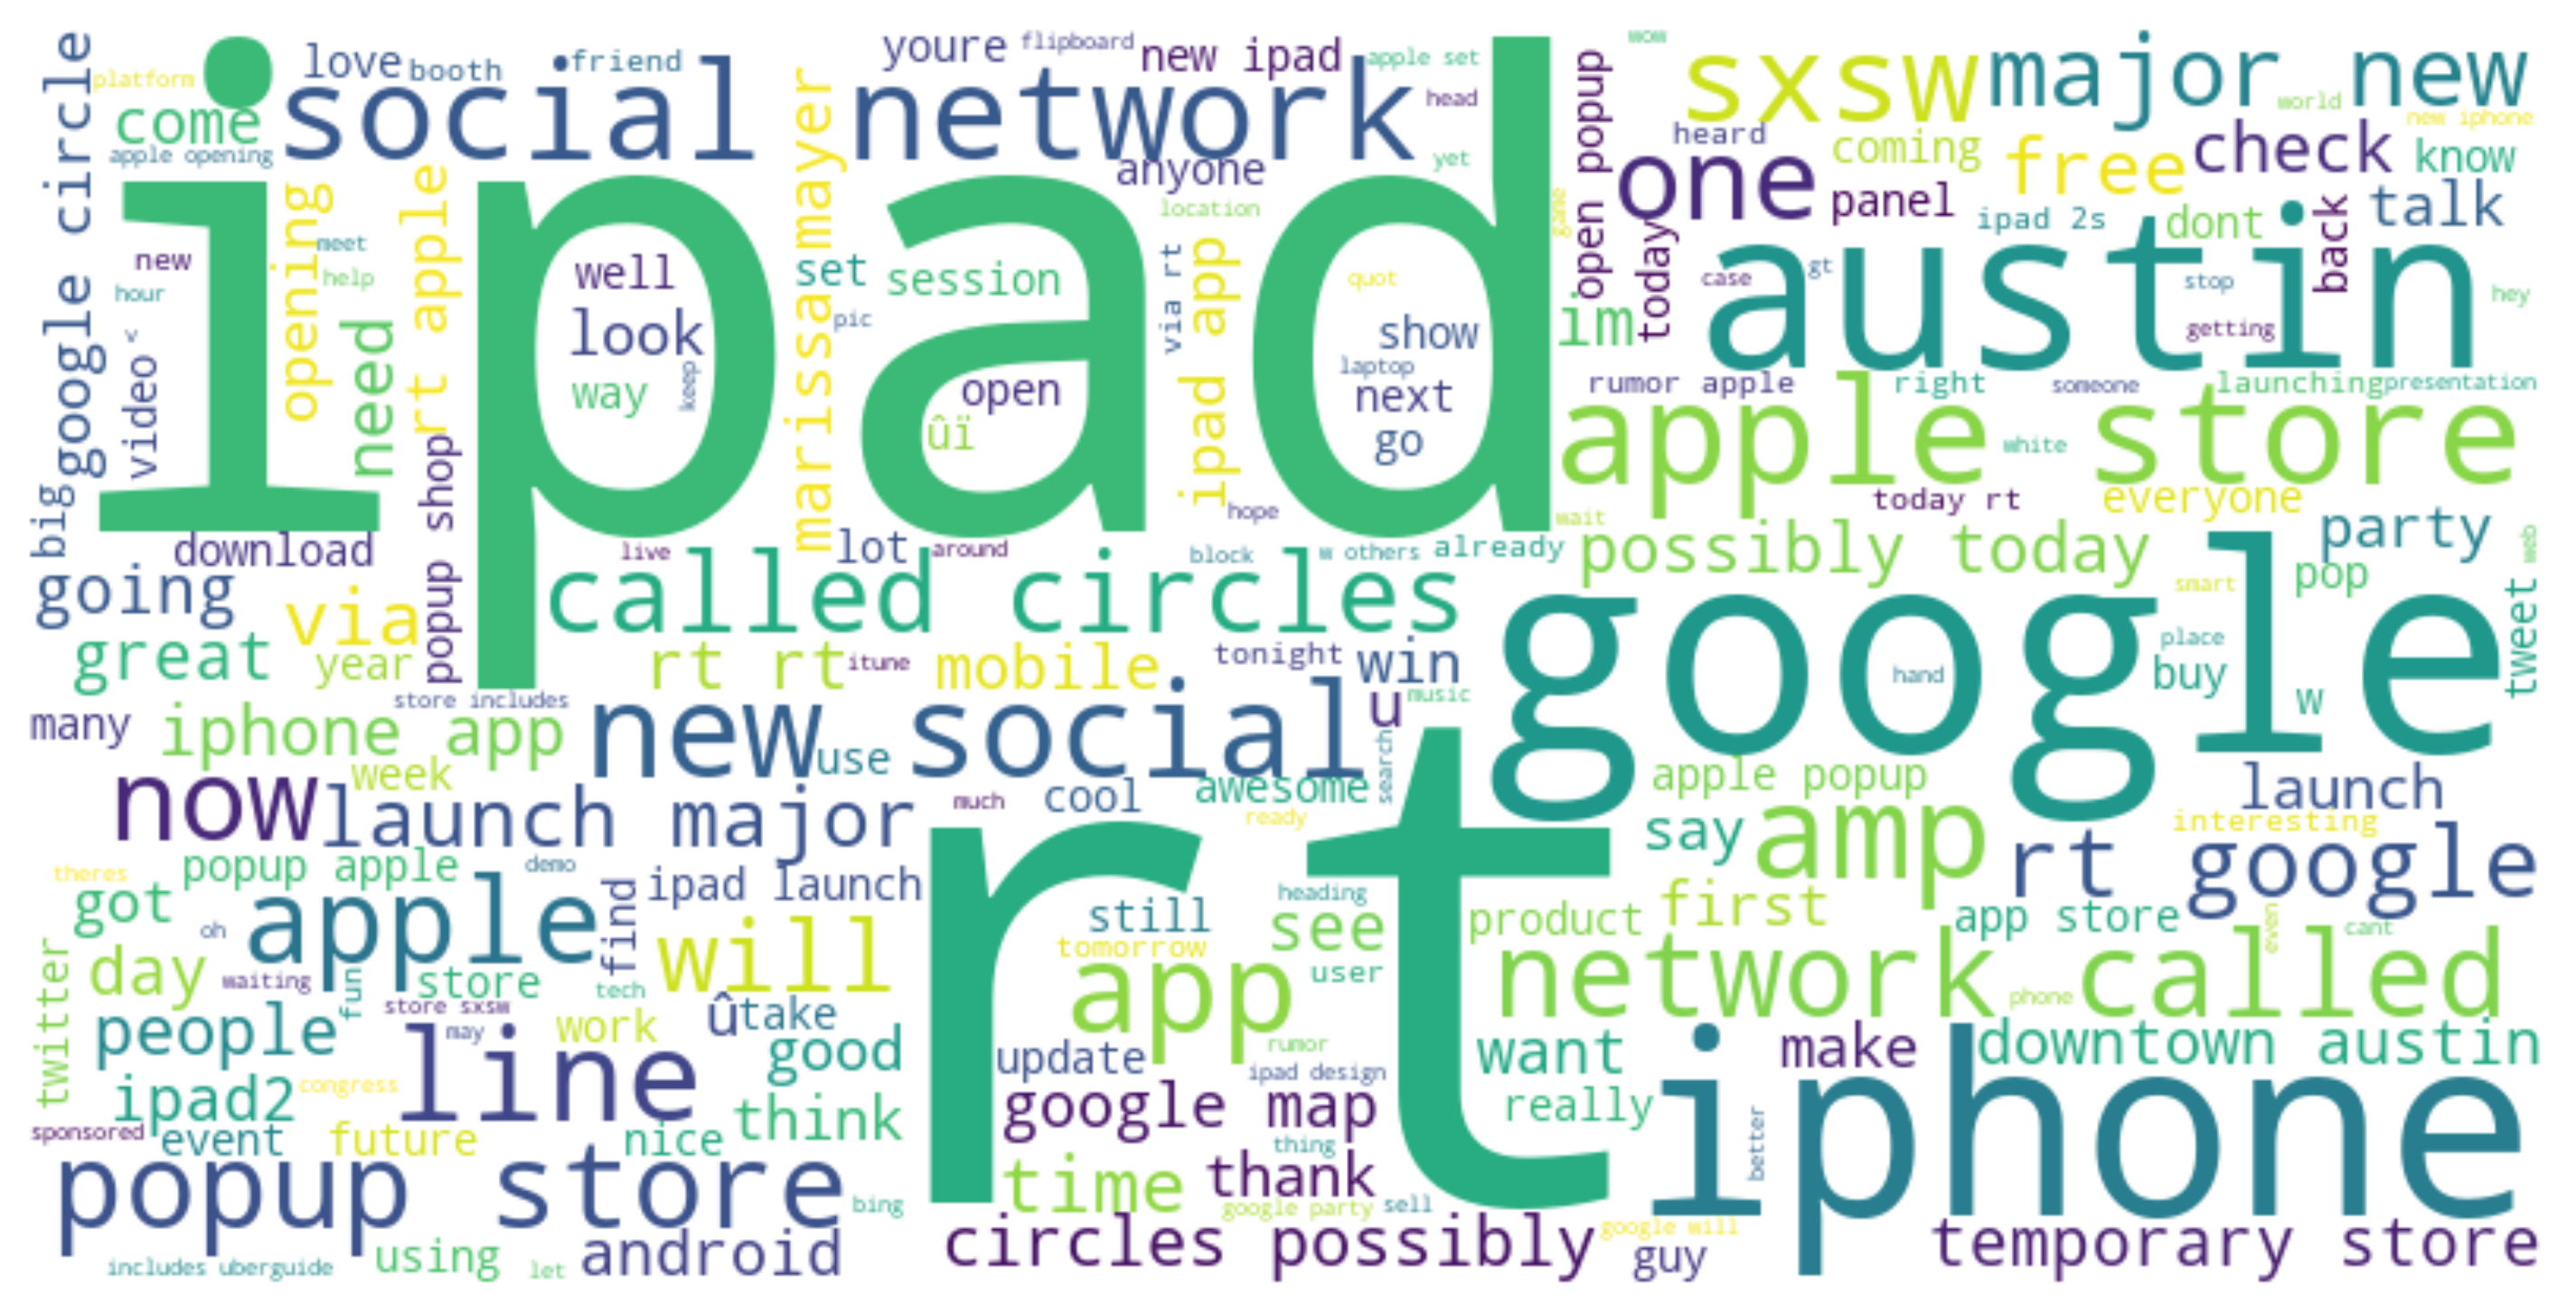 google circle
platform
come
apple opening
love
booth
friend
social network
youre
flipboard
new ipad
apple set
head
yet
anyone
marissa mayer
ipad
opening
meet
help
need
rt apple
new
hour
v
video
big
popup shop
well
look
way
keep
set
session
pic
open
ûï
location
via rt
ipad app
hope
quot
show
laptop
next
go
game
open popup
today
im
wow
sxsw
major new
world
new iphone
heard
one
coming
panel
free
check
know
ipad 2s
dont
back
talk
case
gt
austin
stop
getting
hey
rumor apple
right
someone
launching
presentation
apple store
white
today rt
everyone
wait
possibly today
party
web
smart
pop
tweet
download
going
great
via
year
live
lot
around
block
w others
already
called circles
rt rt
itune
mobile
tonight
win
google
hand
place
buy
w
store includes
many
iphone app
new social
use
u
music
search
week
now
launch major
much
cool
awesome
ready
rt
apple popup
launch
say
amp
interesting
rt google
theres
popup apple
demo
got
oh
apple
find
ipad launch
will
still
heading
tomorrow
see
app
user
product
first
app store
even
cant
network called
phone
twitter
day
waiting
fun
store
tech
store sxsw
people
may
line
work
û
take
good
update
rumor
ipad design
want
really
make
downtown austin
ipad2
congress
sponsored
event
future
nice
think
google map
thing
better
iphone
popup store
bing
time
thank
google party
sell
includes uberguide
using
let
android
circles possibly
google will
guy
temporary store